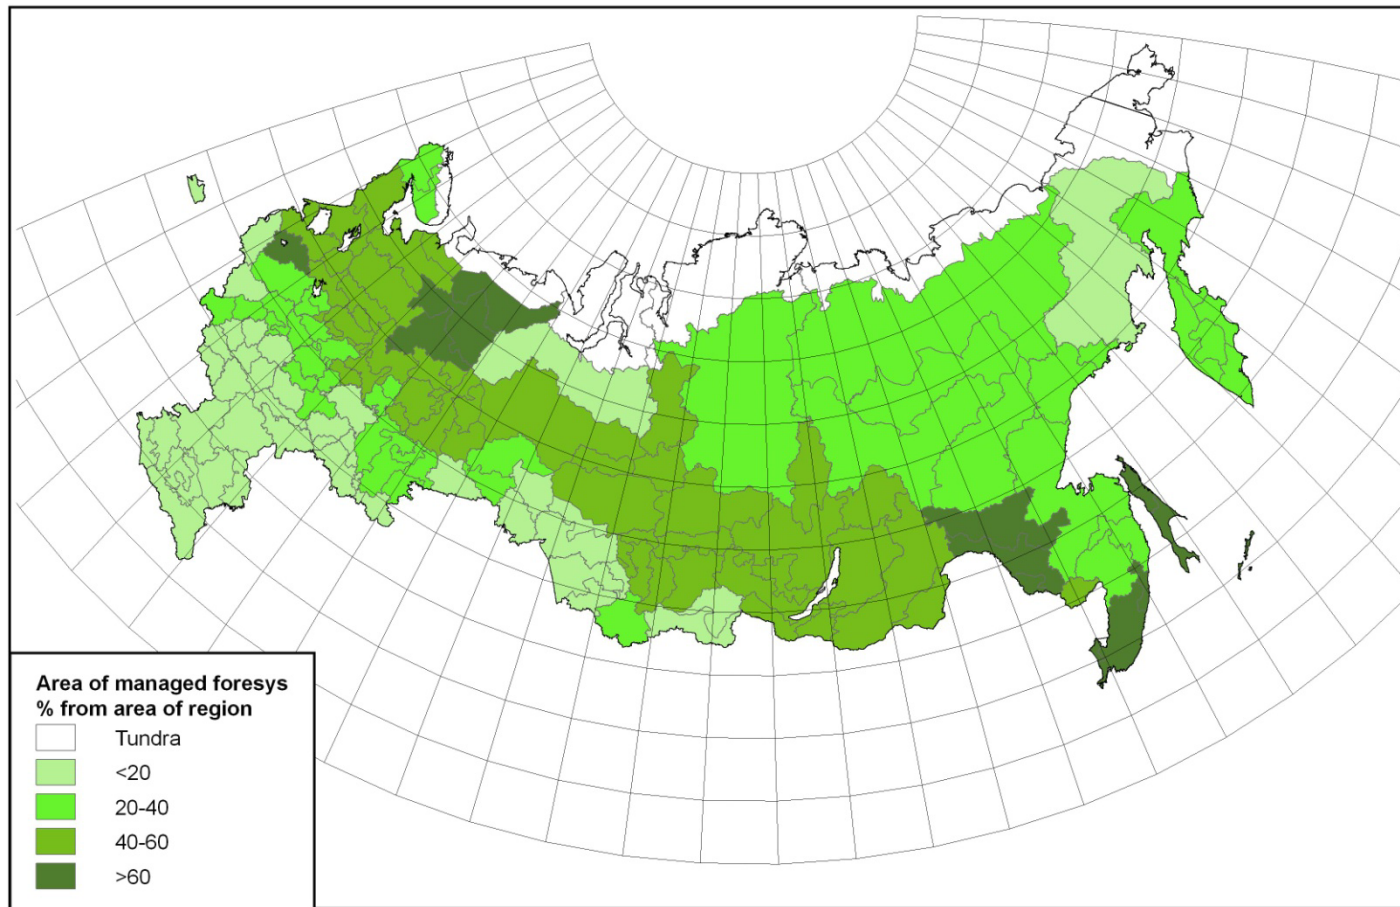 Area of managed foresys
% from area of region
Tundra
<20
20-40
40-60
>60